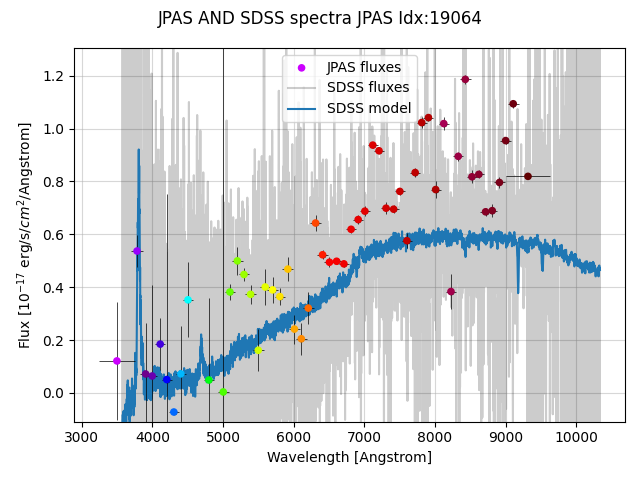 JPAS AND SDSS spectra JPAS Idx:19064
JPAS fluxes
SDSS fluxes
SDSS model
Flux [10⁻¹⁷ erg/s/cm²/Angstrom]
1.2
1.0
0.8
0.6
0.4
0.2
0.0
3000 4000 5000 6000 7000 8000 9000 10000
Wavelength [Angstrom]